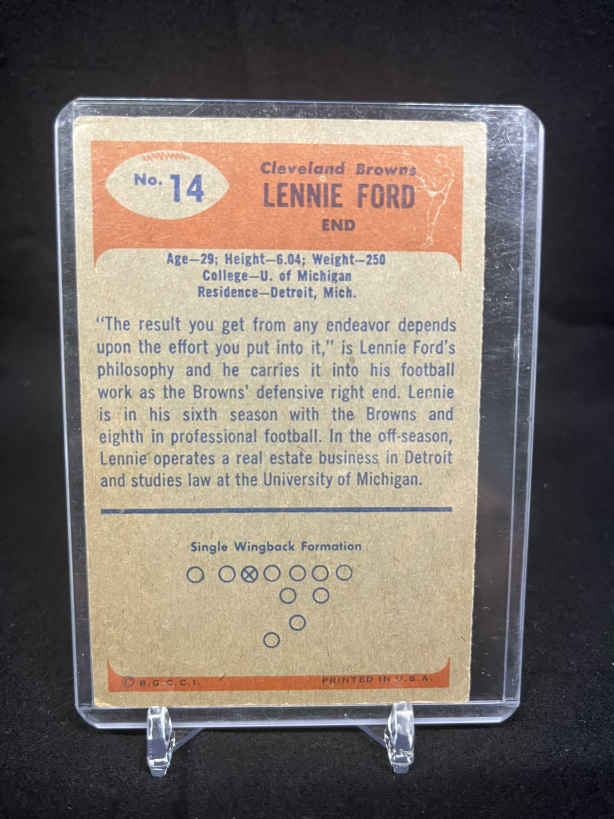 No. 14
Cleveland Browns
LENNIE FORD
END
Age—29; Height—6.04; Weight—250
College—U. of Michigan
Residence—Detroit, Mich.
"The result you get from any endeavor depends
upon the effort you put into it," is Lennie Ford's
philosophy and he carries it into his football
work as the Browns' defensive right end. Lennie
is in his sixth season with the Browns and
eighth in professional football. In the off-season,
Lennie operates a real estate business in Detroit
and studies law at the University of Michigan.
Single Wingback Formation
© B.G.C.C.I.
PRINTED IN U.S.A.